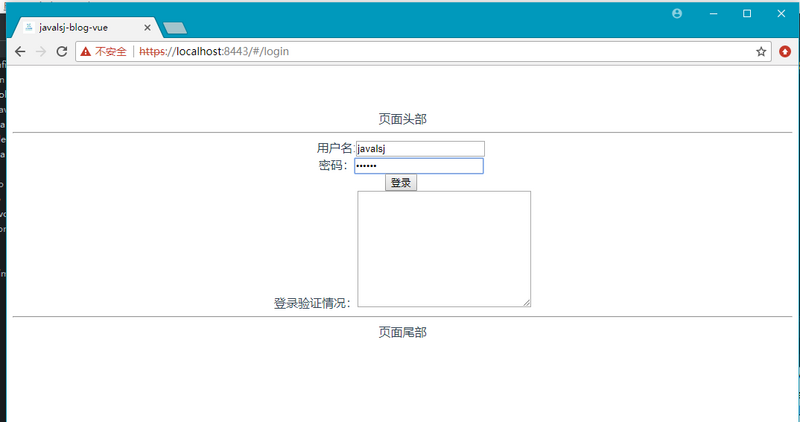 javalsj-blog-vue
不安全 https://localhost:8443/#/login
页面头部
用户名:javalsj
密码: ••••••
登录
登录验证情况:
页面尾部